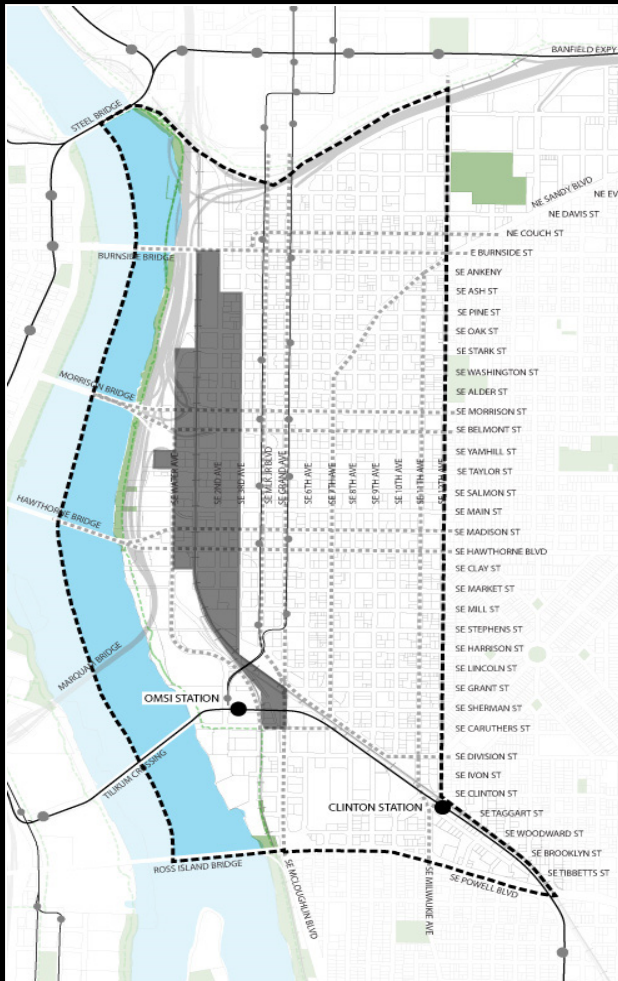 BANFIELD EXPY
STEEL BRIDGE
NE SANDY BLVD
NE EV
NE DAVIS ST
NE COUCH ST
E BURNSIDE ST
BURNSIDE BRIDGE
SE ANKENY
SE ASH ST
SE PINE ST
SE OAK ST
SE STARK ST
SE WASHINGTON ST
MORRISON BRIDGE
SE ALDER ST
SE MORRISON ST
SE BELMONT ST
SE YAMHILL ST
SE TAYLOR ST
SE WATER AVE
SE 2ND AVE
SE 3RD AVE
SE MLK JR BLVD
SE GRAND AVE
SE 6TH AVE
SE 7TH AVE
SE 8TH AVE
SE 9TH AVE
SE 10TH AVE
SE 11TH AVE
SE 12TH AVE
SE SALMON ST
HAWTHORNE BRIDGE
SE MAIN ST
SE MADISON ST
SE HAWTHORNE BLVD
SE CLAY ST
SE MARKET ST
SE MILL ST
SE STEPHENS ST
SE HARRISON ST
MARQUAM BRIDGE
SE LINCOLN ST
SE GRANT ST
OMSI STATION
SE SHERMAN ST
SE CARUTHERS ST
SE DIVISION ST
TILIKUM CROSSING
SE IVON ST
SE CLINTON ST
CLINTON STATION
SE TAGGART ST
SE WOODWARD ST
SE BROOKLYN ST
ROSS ISLAND BRIDGE
SE TIBBETTS ST
SE MCLOUGHLIN BLVD
SE MILWAUKIE AVE
SE POWELL BLVD